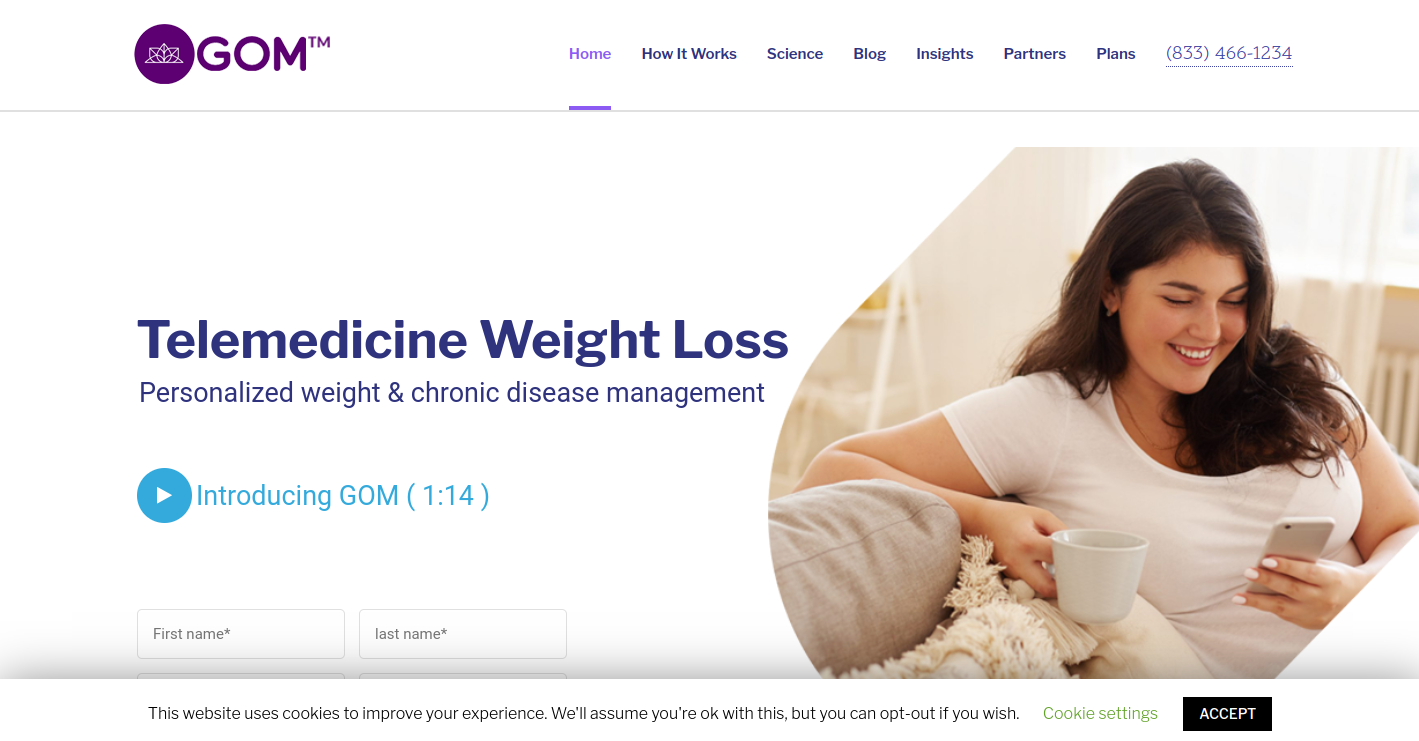 GOM™
Home How It Works Science Blog Insights Partners Plans (833) 466-1234
Telemedicine Weight Loss
Personalized weight & chronic disease management
Introducing GOM ( 1:14 )
First name* last name*
This website uses cookies to improve your experience. We'll assume you're ok with this, but you can opt-out if you wish. Cookie settings ACCEPT